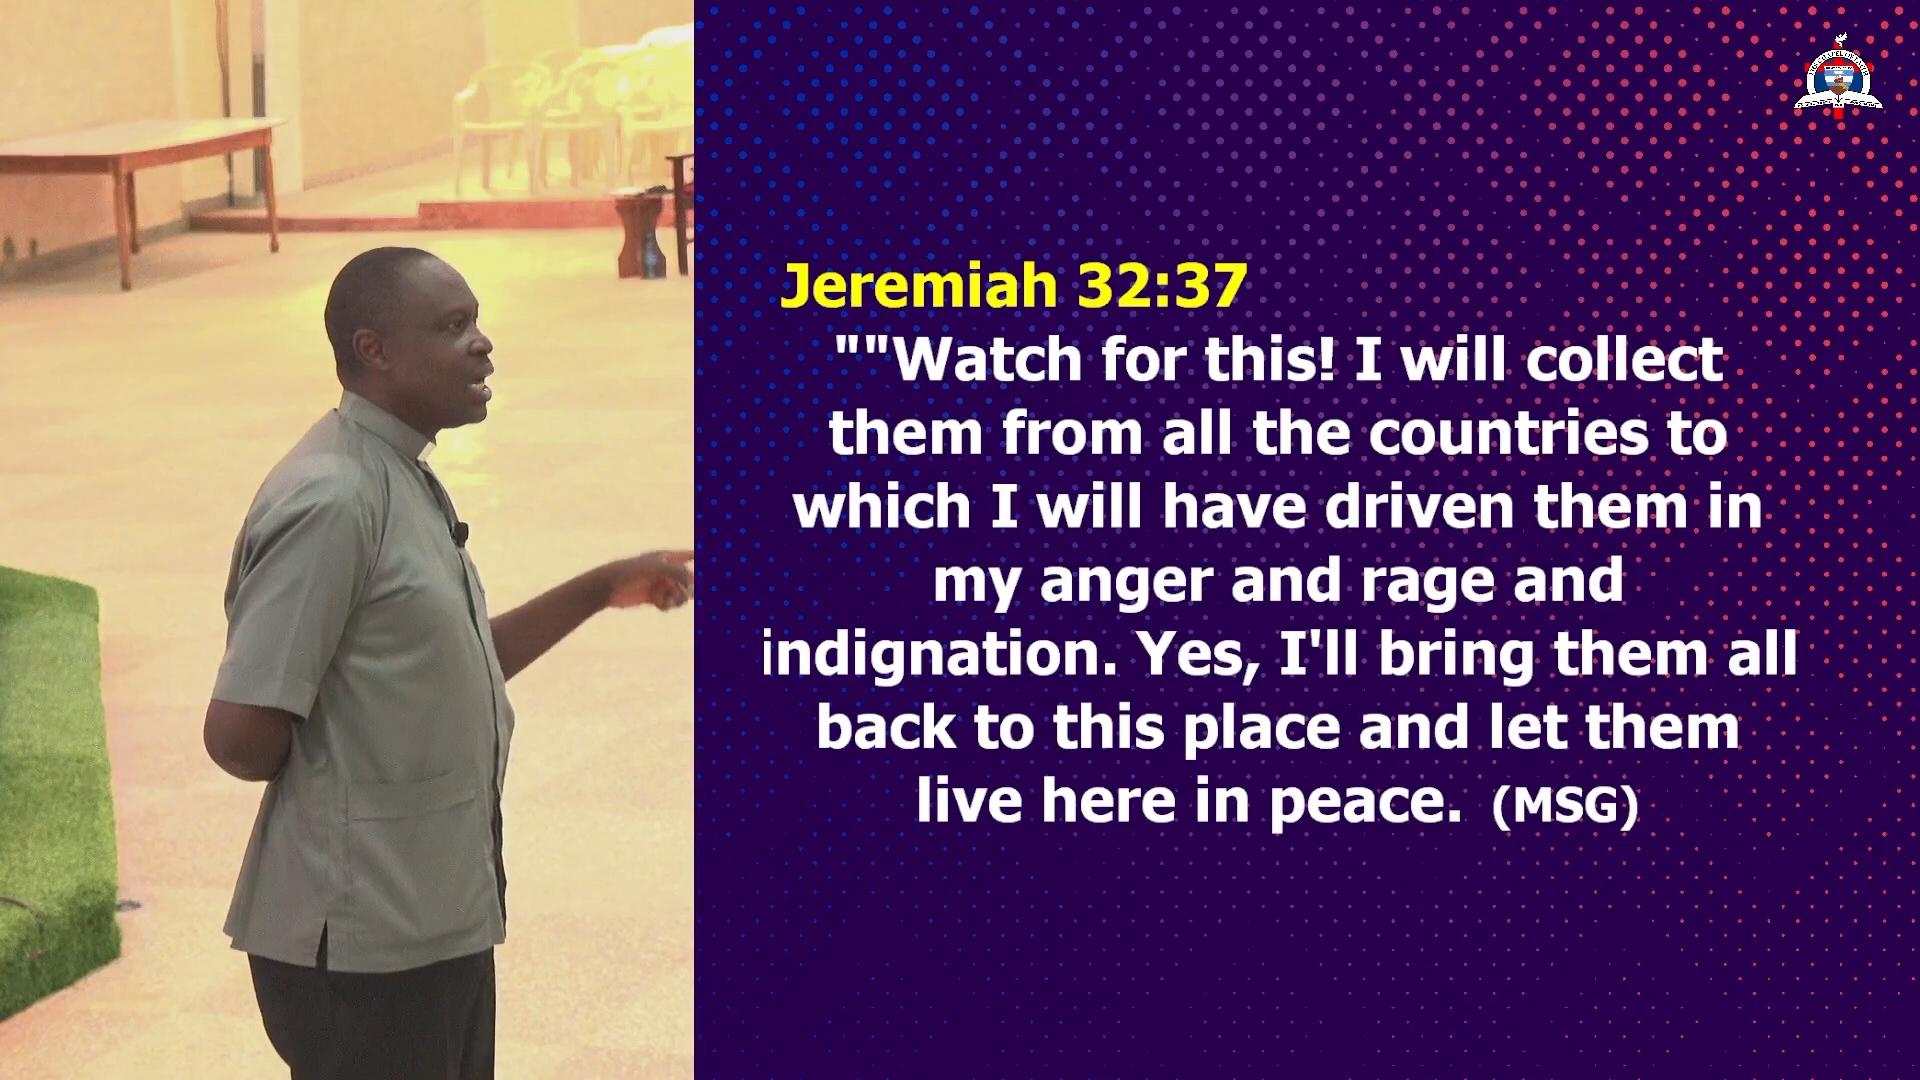 Jeremiah 32:37
""Watch for this! I will collect
them from all the countries to
which I will have driven them in
my anger and rage and
indignation. Yes, I'll bring them all
back to this place and let them
live here in peace. (MSG)